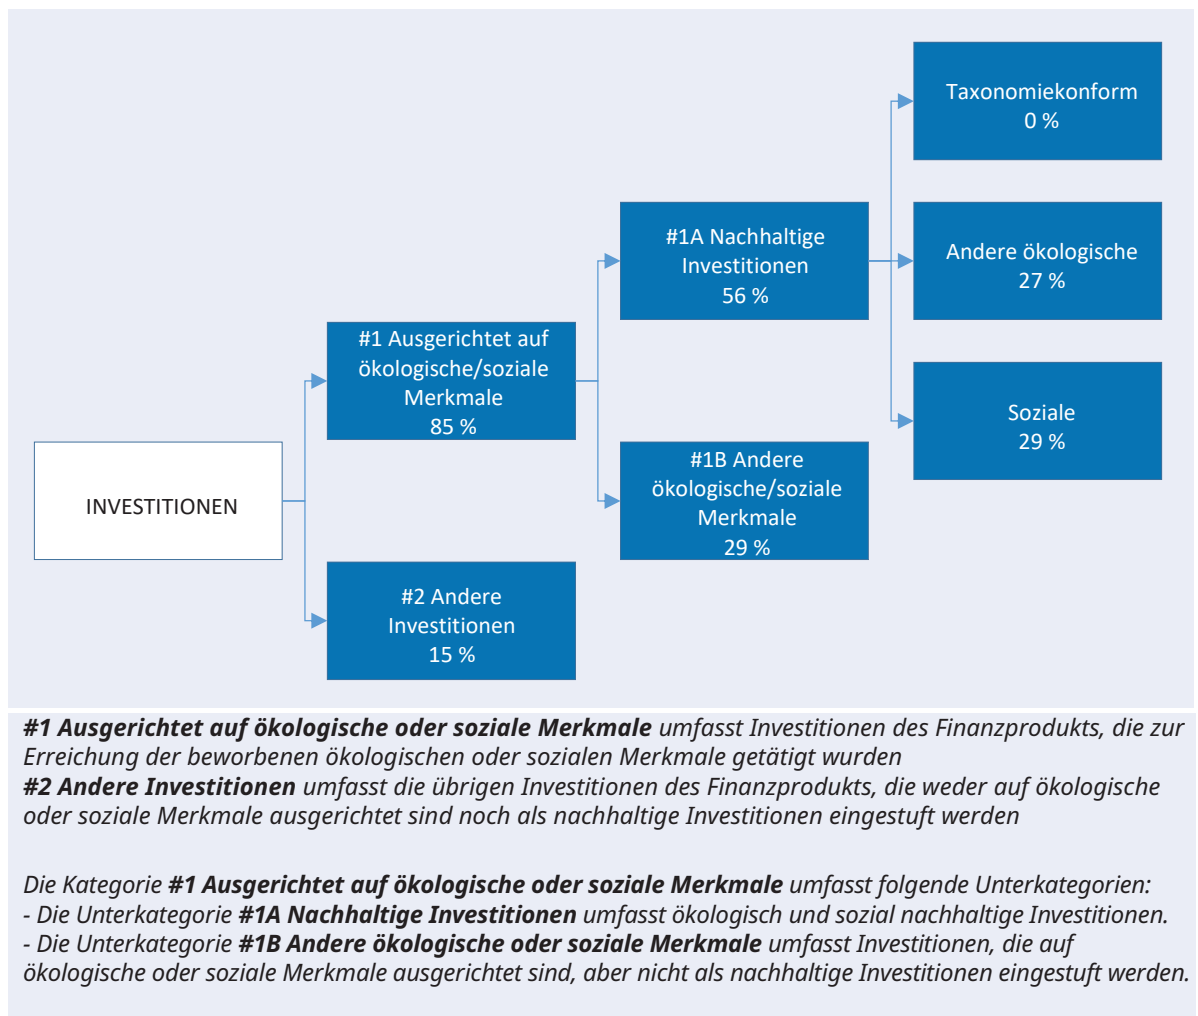 Taxonomiekonform
0 %
#1A Nachhaltige
Investitionen
56 %
Andere ökologische
27 %
#1 Ausgerichtet auf
ökologische/soziale
Merkmale
85 %
Soziale
29 %
INVESTITIONEN
#1B Andere
ökologische/soziale
Merkmale
29 %
#2 Andere
Investitionen
15 %
#1 Ausgerichtet auf ökologische oder soziale Merkmale umfasst Investitionen des Finanzprodukts, die zur
Erreichung der beworbenen ökologischen oder sozialen Merkmale getätigt wurden
#2 Andere Investitionen umfasst die übrigen Investitionen des Finanzprodukts, die weder auf ökologische
oder soziale Merkmale ausgerichtet sind noch als nachhaltige Investitionen eingestuft werden
Die Kategorie #1 Ausgerichtet auf ökologische oder soziale Merkmale umfasst folgende Unterkategorien:
- Die Unterkategorie #1A Nachhaltige Investitionen umfasst ökologisch und sozial nachhaltige Investitionen.
- Die Unterkategorie #1B Andere ökologische oder soziale Merkmale umfasst Investitionen, die auf
ökologische oder soziale Merkmale ausgerichtet sind, aber nicht als nachhaltige Investitionen eingestuft werden.